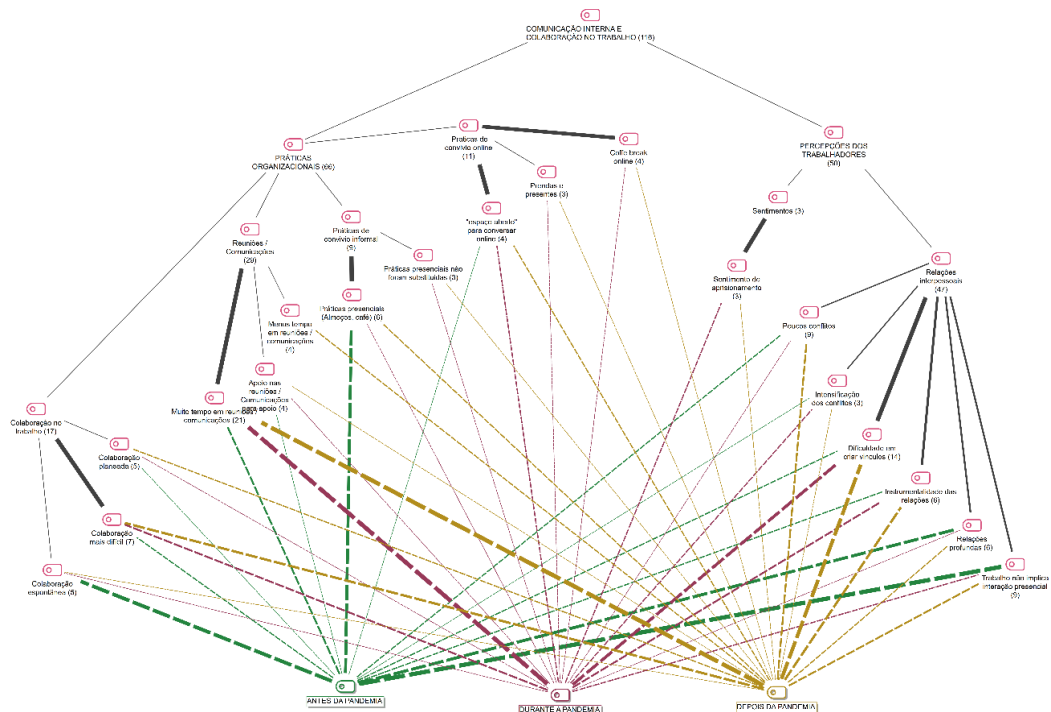 COMUNICAÇÃO INTERNA E
COLABORAÇÃO NO TRABALHO (116)
PRÁTICAS
ORGANIZACIONAIS (66)
Práticas de
convívio online
(11)
Coffe break
online (4)
PERCEPÇÕES DOS
TRABALHADORES
(50)
Prendas e
presentes (3)
Sentimentos (3)
"espaço aberto"
para conversar
online (4)
Reuniões /
Comunicações
(29)
Práticas de
convívio informal
(9)
Práticas presenciais não
foram substituídas (3)
Sentimento de
aprisionamento
(3)
Relações
interpessoais
(47)
Práticas presenciais
(Almoços, café) (6)
Menos tempo
em reuniões /
comunicações
(4)
Poucos conflitos
(9)
Apoio nas
reuniões /
Comunicações
para apoio (4)
Intensificação
dos conflitos (3)
Muito tempo em reuniões /
comunicações (21)
Colaboração no
trabalho (17)
Colaboração
planeada (5)
Dificuldade em
criar vínculos (14)
Instrumentalidade das
relações (6)
Colaboração
mais difícil (7)
Relações
profundas (6)
Colaboração
espontânea (5)
Trabalho não implica
interação presencial
(9)
ANTES DA PANDEMIA
DURANTE A PANDEMIA
DEPOIS DA PANDEMIA